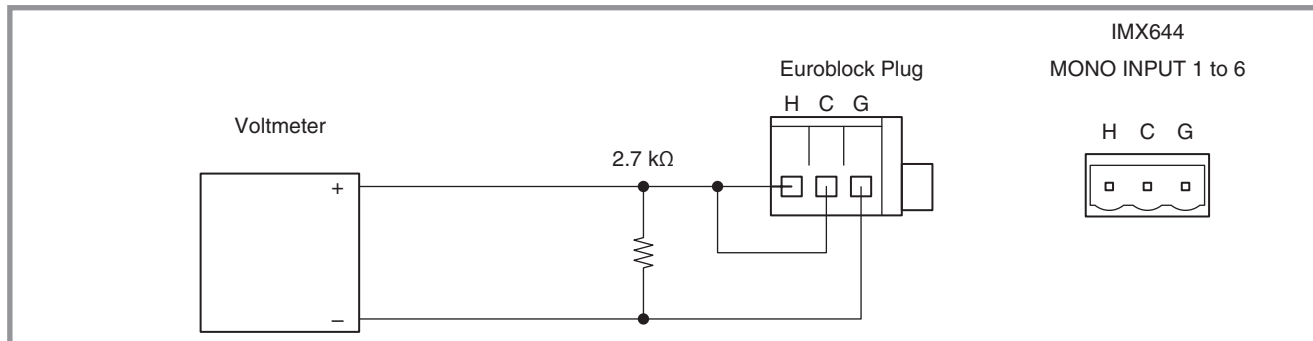 IMX644
MONO INPUT 1 to 6
Euroblock Plug
H C G
H C G
Voltmeter
2.7 kΩ
+
–